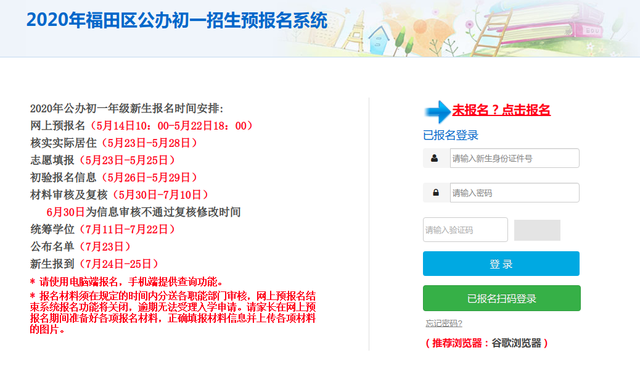 2020年福田区公办初一招生预报名系统
2020年公办初一年级新生报名时间安排:
网上预报名（5月14日10：00-5月22日18：00）
核实实际居住（5月23日-5月28日）
志愿填报（5月23日-5月25日）
初验报名信息（5月26日-5月29日）
材料审核及复核（5月30日-7月10日）
6月30日为信息审核不通过复核修改时间
统筹学位（7月11日-7月22日）
公布名单（7月23日）
新生报到（7月24日-25日）
* 请使用电脑端报名，手机端提供查询功能。
* 报名材料须在规定的时间内分送各职能部门审核，网上预报名结
束系统报名功能将关闭，逾期无法受理入学申请。请家长在网上预
报名期间准备好各项报名材料，正确填报材料信息并上传各项材料
的图片。
未报名？点击报名
已报名登录
请输入新生身份证件号
请输入密码
请输入验证码
登 录
已报名扫码登录
忘记密码?
（推荐浏览器：谷歌浏览器）